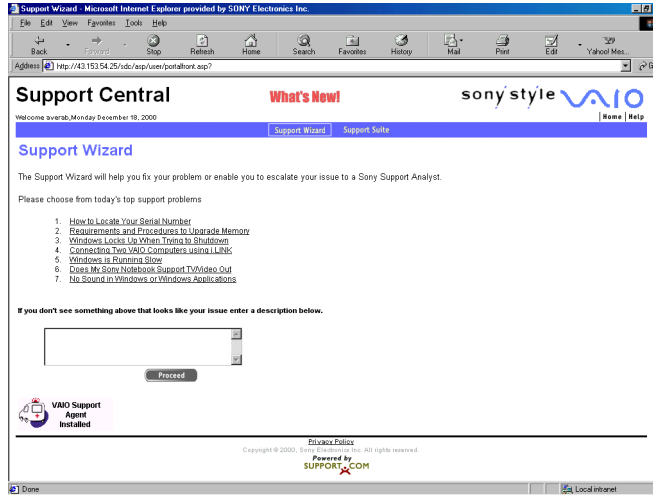 Support Wizard - Microsoft Internet Explorer provided by SONY Electronics Inc.
File Edit View Favorites Tools Help
Back Forward Stop Refresh Home Search Favorites History Mail Print Edit Yahoo! Mes...
Address http://43.153.54.25/sdc/asp/user/portalfront.asp?
Support Central
What's New!
sony style VAIO
Welcome averab,Monday December 18, 2000
Home | Help
Support Wizard Support Suite
Support Wizard
The Support Wizard will help you fix your problem or enable you to escalate your issue to a Sony Support Analyst.
Please choose from today's top support problems
1. How to Locate Your Serial Number
2. Requirements and Procedures to Upgrade Memory
3. Windows Locks Up When Trying to Shutdown
4. Connecting Two VAIO Computers using i.LINK
5. Windows is Running Slow
6. Does My Sony Notebook Support TV/Video Out
7. No Sound in Windows or Windows Applications
If you don't see something above that looks like your issue enter a description below.
Proceed
VAIO Support
Agent
Installed
Privacy Policy
Copyright © 2000, Sony Electronics Inc. All rights reserved.
Powered by
SUPPORT.COM
Done
Local intranet